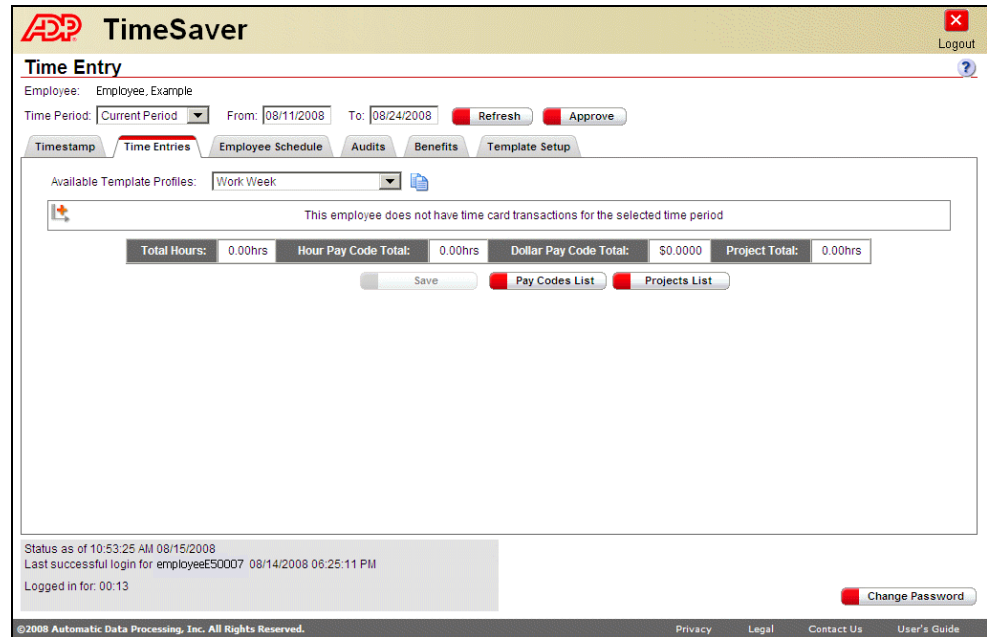 ADP TimeSaver
Logout
Time Entry
?
Employee: Employee, Example
Time Period: Current Period From: 08/11/2008 To: 08/24/2008 Refresh Approve
Timestamp Time Entries Employee Schedule Audits Benefits Template Setup
Available Template Profiles: Work Week
This employee does not have time card transactions for the selected time period
Total Hours: 0.00hrs Hour Pay Code Total: 0.00hrs Dollar Pay Code Total: $0.0000 Project Total: 0.00hrs
Save Pay Codes List Projects List
Status as of 10:53:25 AM 08/15/2008
Last successful login for employeeE50007 08/14/2008 06:25:11 PM
Logged in for: 00:13
Change Password
©2008 Automatic Data Processing, Inc. All Rights Reserved. Privacy Legal Contact Us User's Guide